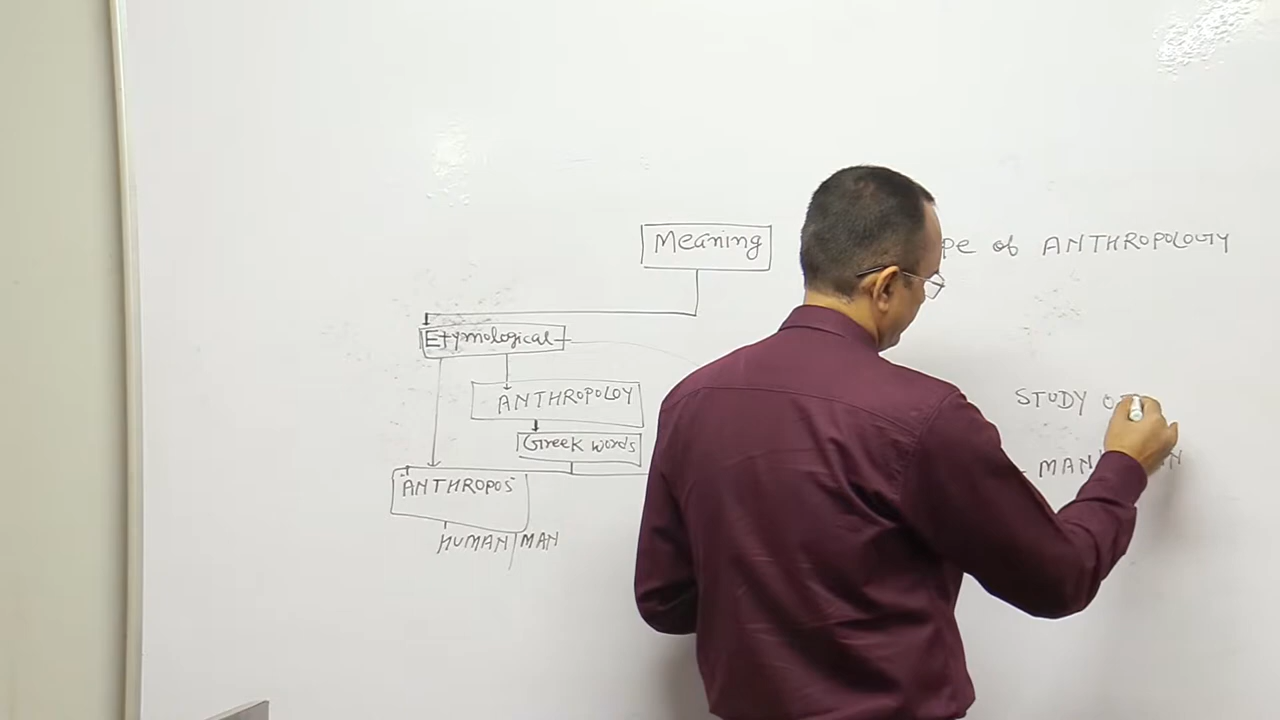 Meaning
pe of ANTHROPOLOGY
Etymological
ANTHROPOLOY
STUDY
Greek words
MAN
ANTHROPOS
HUMAN | MAN